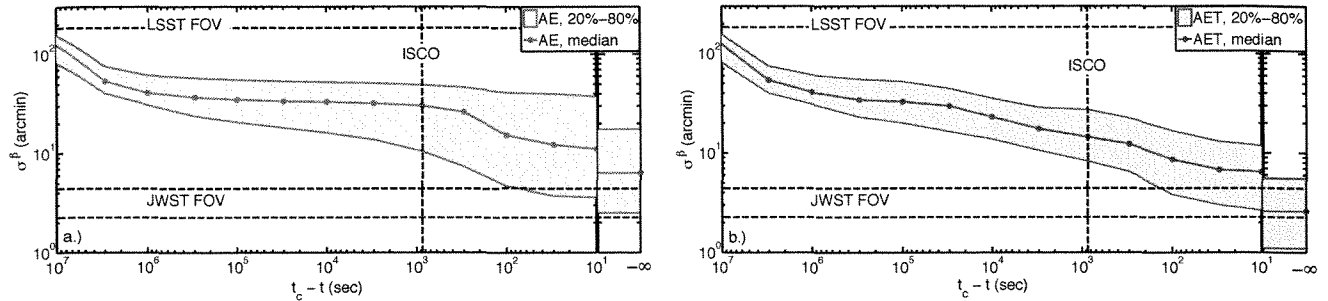 LSST FOV
AE, 20%–80%
AE, median
ISCO
JWST FOV
a.)
σ^β (arcmin)
10^2
10^1
10^0
10^7 10^6 10^5 10^4 10^3 10^2 10^1 −∞
t_c − t (sec)
LSST FOV
AET, 20%–80%
AET, median
ISCO
JWST FOV
b.)
σ^β (arcmin)
10^2
10^1
10^0
10^7 10^6 10^5 10^4 10^3 10^2 10^1 −∞
t_c − t (sec)